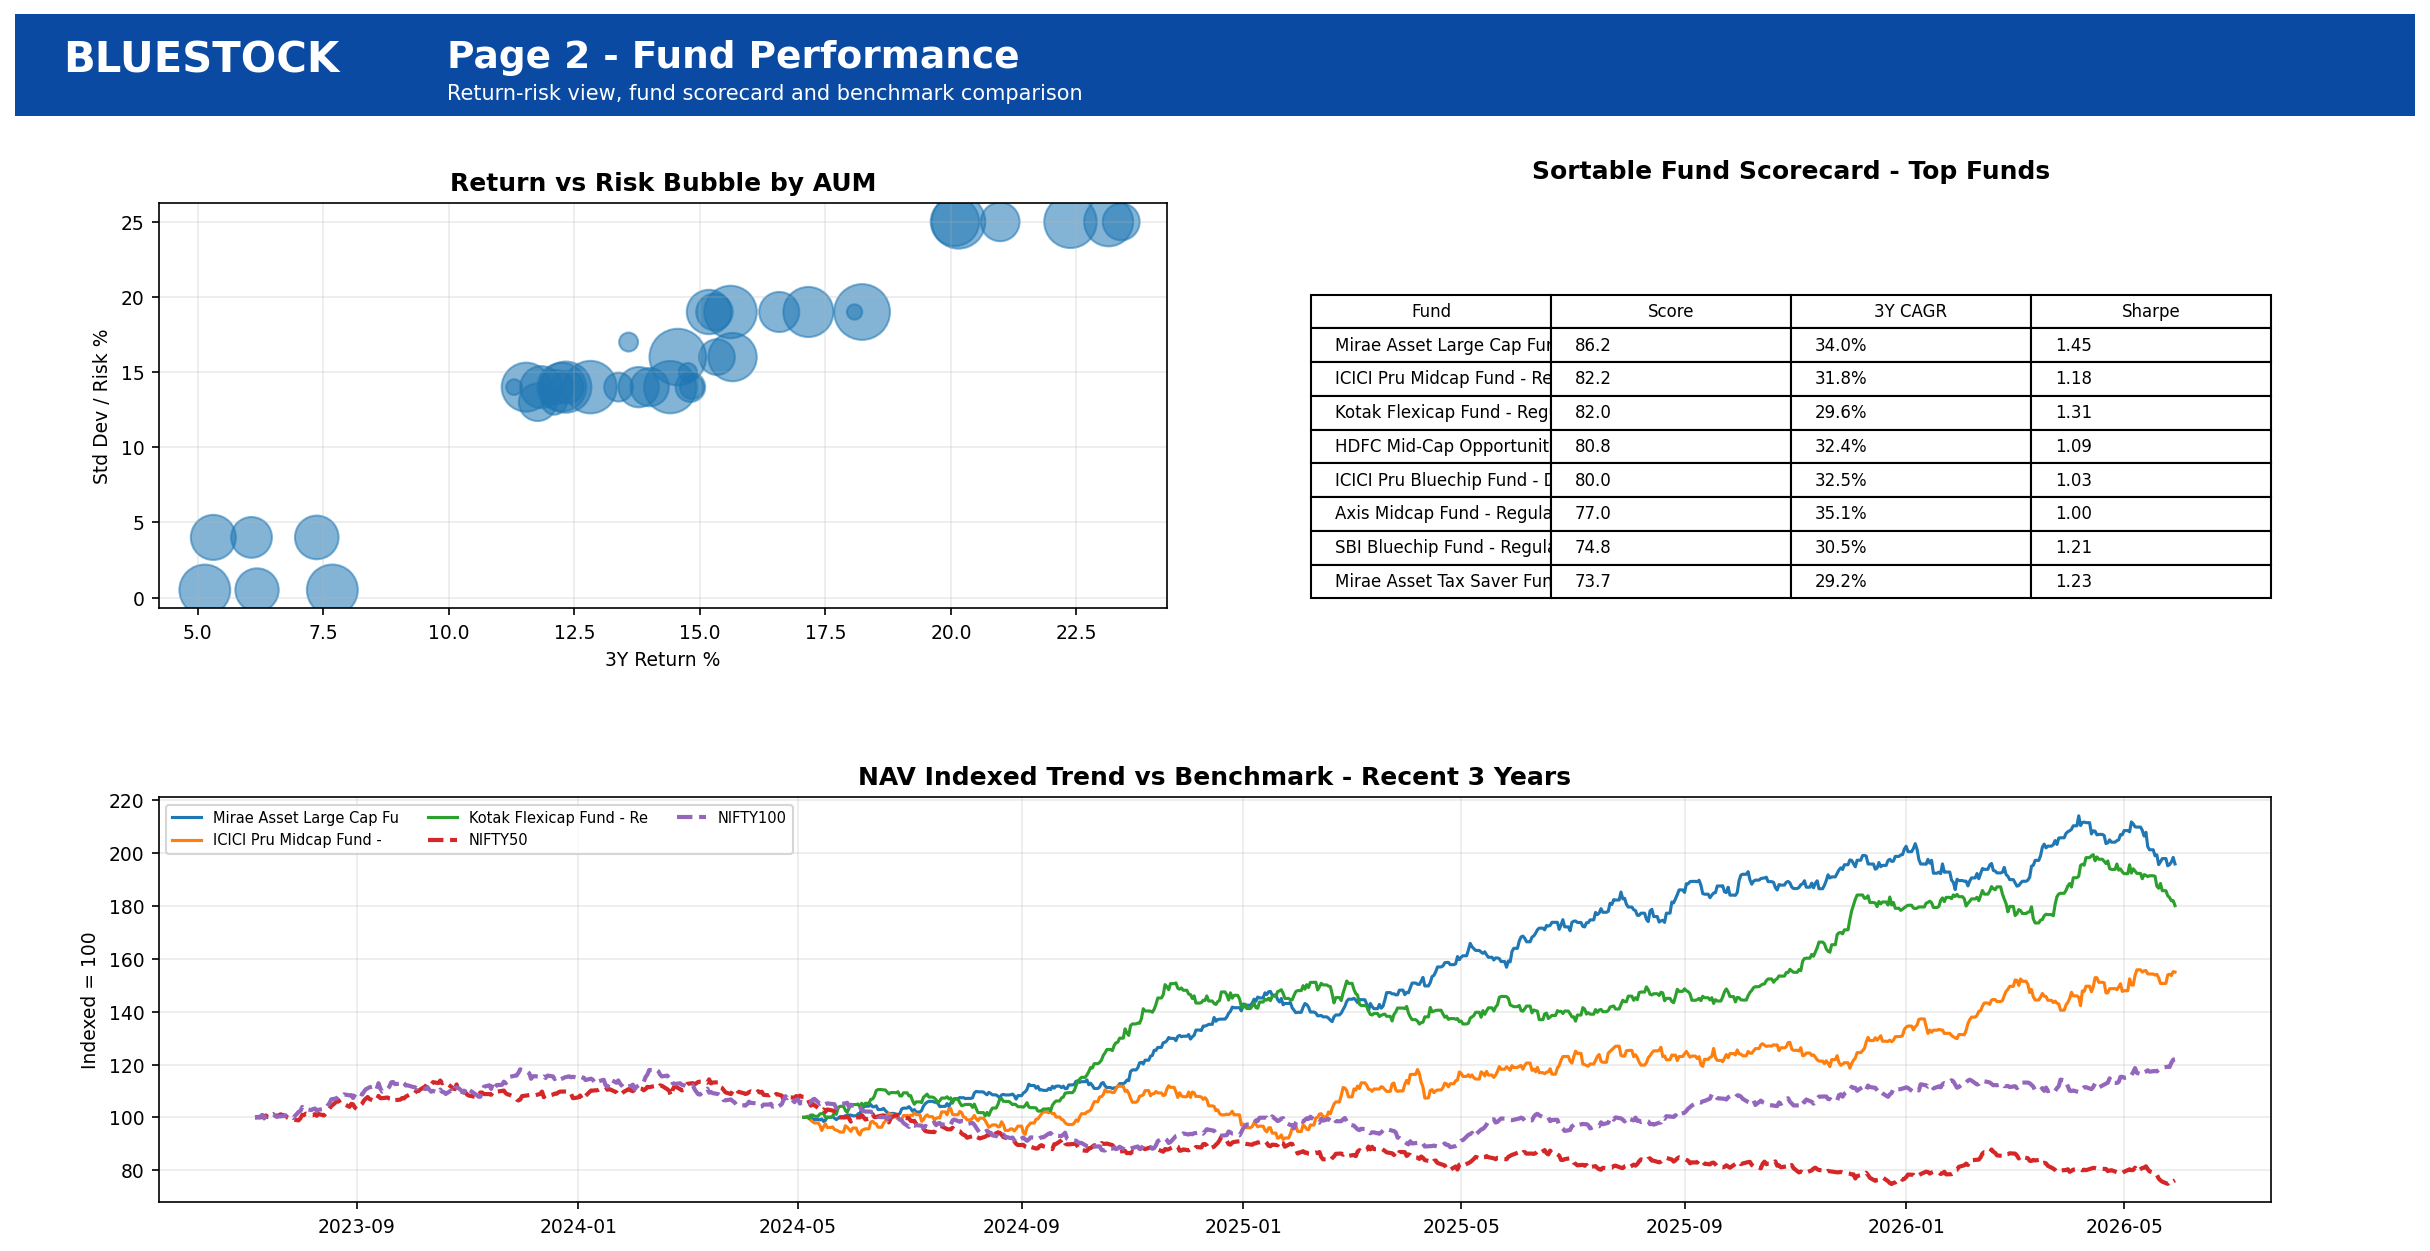 BLUESTOCK
Page 2 - Fund Performance
Return-risk view, fund scorecard and benchmark comparison
Return vs Risk Bubble by AUM
25
20
15
10
5
0
Std Dev / Risk %
5.0 7.5 10.0 12.5 15.0 17.5 20.0 22.5
3Y Return %
Sortable Fund Scorecard - Top Funds
Fund Score 3Y CAGR Sharpe
Mirae Asset Large Cap Fun 86.2 34.0% 1.45
ICICI Pru Midcap Fund - Re 82.2 31.8% 1.18
Kotak Flexicap Fund - Reg 82.0 29.6% 1.31
HDFC Mid-Cap Opportunit 80.8 32.4% 1.09
ICICI Pru Bluechip Fund - D 80.0 32.5% 1.03
Axis Midcap Fund - Regula 77.0 35.1% 1.00
SBI Bluechip Fund - Regula 74.8 30.5% 1.21
Mirae Asset Tax Saver Fun 73.7 29.2% 1.23
NAV Indexed Trend vs Benchmark - Recent 3 Years
Mirae Asset Large Cap Fu Kotak Flexicap Fund - Re NIFTY100
ICICI Pru Midcap Fund - NIFTY50
220
200
180
160
140
120
100
80
Indexed = 100
2023-09 2024-01 2024-05 2024-09 2025-01 2025-05 2025-09 2026-01 2026-05